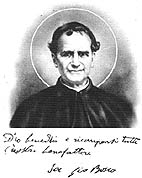 Dio benedica e ricompensi tutti
i nostri benefattori
Sac Gio Bosco